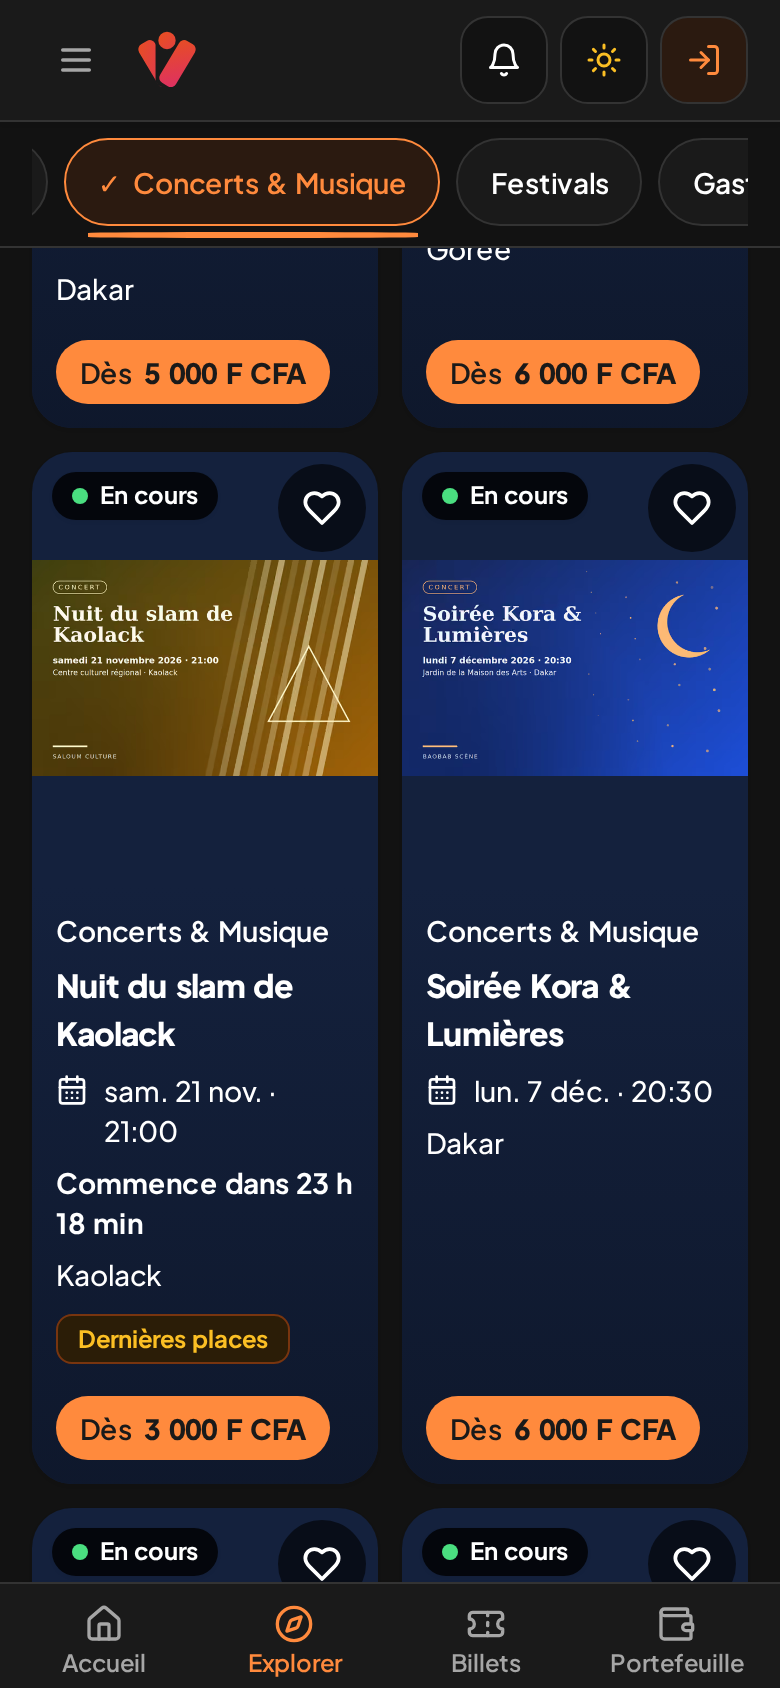 ✓ Concerts & Musique
Festivals
Gast
Dakar
Gorée
Dès 5 000 F CFA
Dès 6 000 F CFA
En cours
CONCERT
Nuit du slam de
Kaolack
samedi 21 novembre 2026 · 21:00
Centre culturel régional · Kaolack
SALOUM CULTURE
Concerts & Musique
Nuit du slam de
Kaolack
sam. 21 nov. ·
21:00
Commence dans 23 h
18 min
Kaolack
Dernières places
Dès 3 000 F CFA
En cours
CONCERT
Soirée Kora &
Lumières
lundi 7 décembre 2026 · 20:30
Jardin de la Maison des Arts · Dakar
BAOBAB SCÈNE
Concerts & Musique
Soirée Kora &
Lumières
lun. 7 déc. · 20:30
Dakar
Dès 6 000 F CFA
En cours
En cours
Accueil
Explorer
Billets
Portefeuille